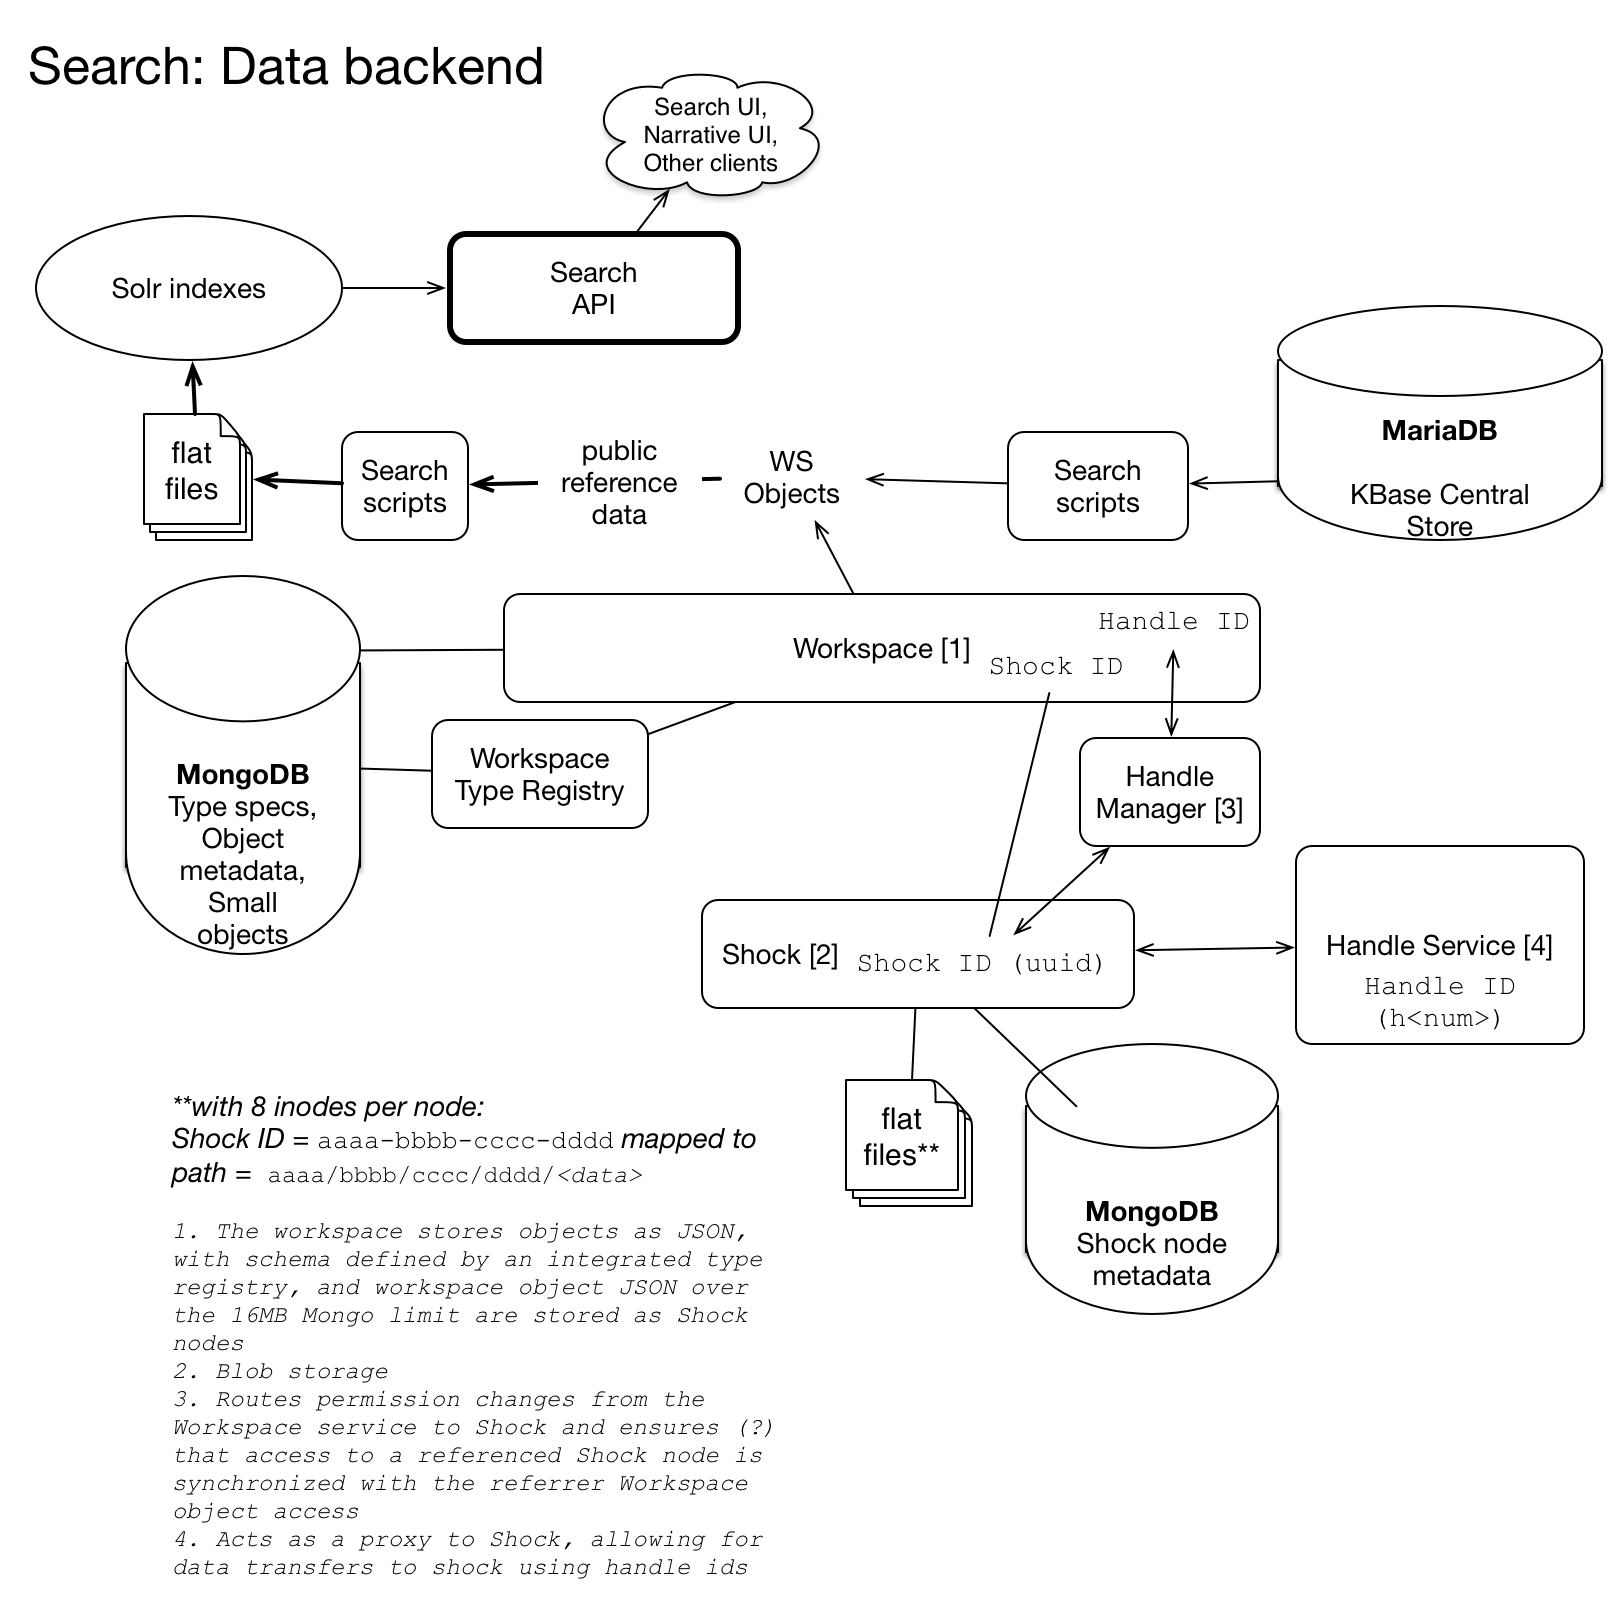 Search: Data backend
Search UI,
Narrative UI,
Other clients
Solr indexes
Search
API
MariaDB
KBase Central
Store
flat
files
Search
scripts
public
reference
data
WS
Objects
Search
scripts
Workspace [1]
Handle ID
Shock ID
MongoDB
Type specs,
Object
metadata,
Small
objects
Workspace
Type Registry
Handle
Manager [3]
Shock [2]
Shock ID (uuid)
Handle Service [4]
Handle ID
(h<num>)
flat
files**
MongoDB
Shock node
metadata
**with 8 inodes per node:
Shock ID = aaaa-bbbb-cccc-dddd mapped to
path = aaaa/bbbb/cccc/dddd/<data>
1. The workspace stores objects as JSON,
with schema defined by an integrated type
registry, and workspace object JSON over
the 16MB Mongo limit are stored as Shock
nodes
2. Blob storage
3. Routes permission changes from the
Workspace service to Shock and ensures (?)
that access to a referenced Shock node is
synchronized with the referrer Workspace
object access
4. Acts as a proxy to Shock, allowing for
data transfers to shock using handle ids